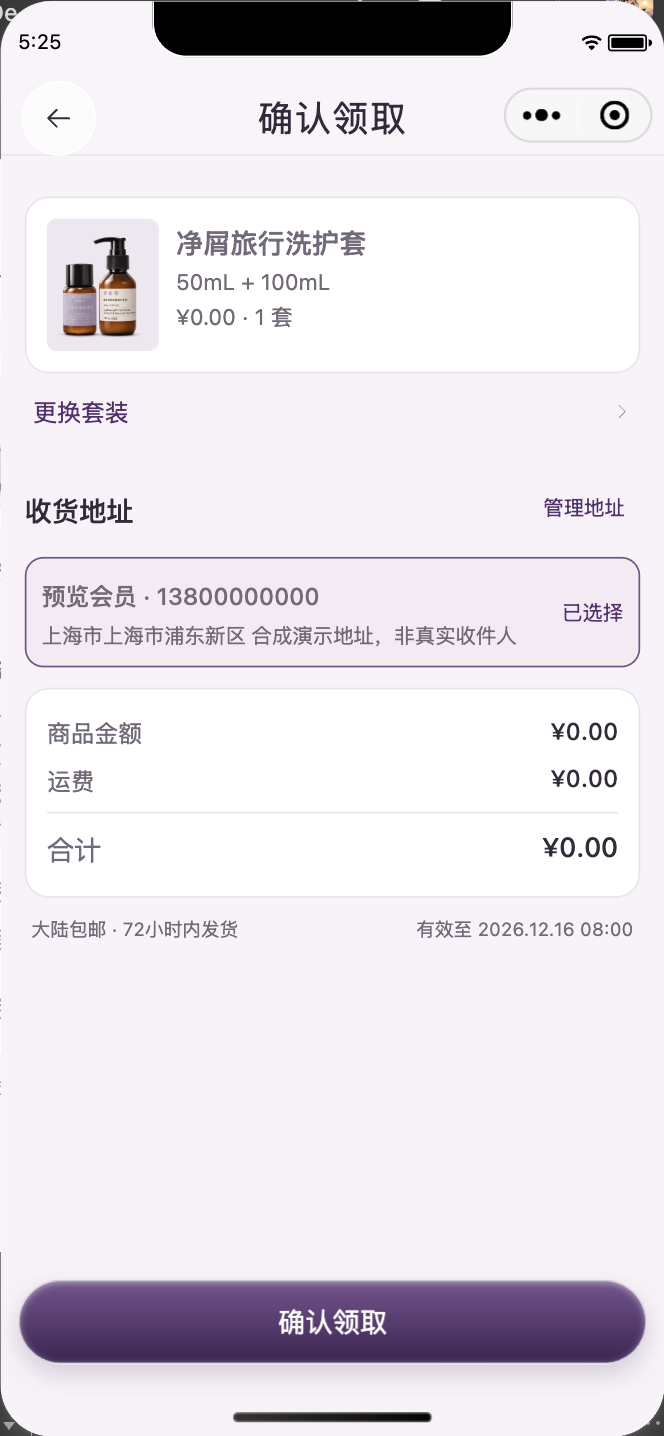 5:25
确认领取
净屑旅行洗护套
50mL + 100mL
¥0.00 · 1 套
更换套装
收货地址
管理地址
预览会员 · 13800000000
上海市上海市浦东新区 合成演示地址，非真实收件人
已选择
商品金额 ¥0.00
运费 ¥0.00
合计 ¥0.00
大陆包邮 · 72小时内发货
有效至 2026.12.16 08:00
确认领取